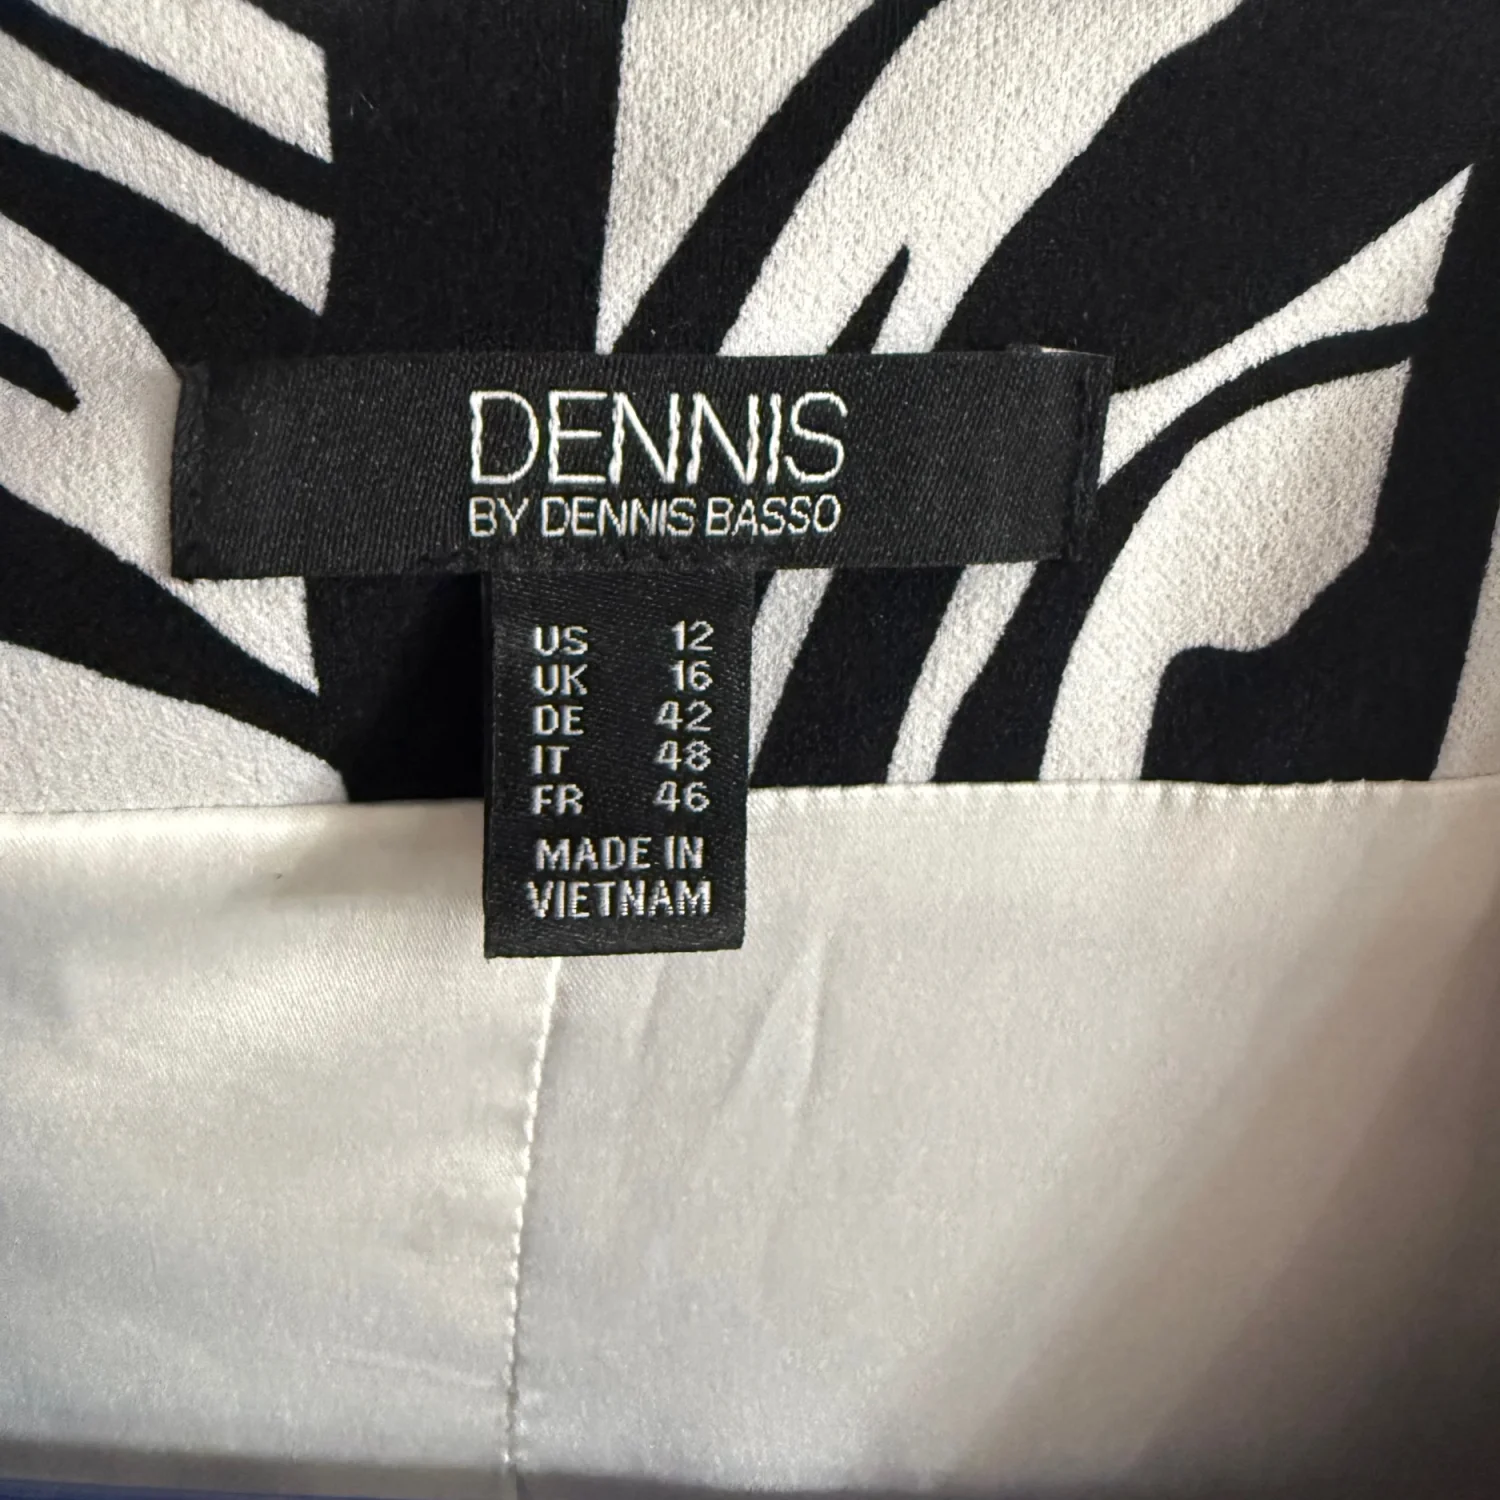 DENNIS
BY DENNIS BASSO
US 12
UK 16
DE 42
IT 48
FR 46
MADE IN
VIETNAM